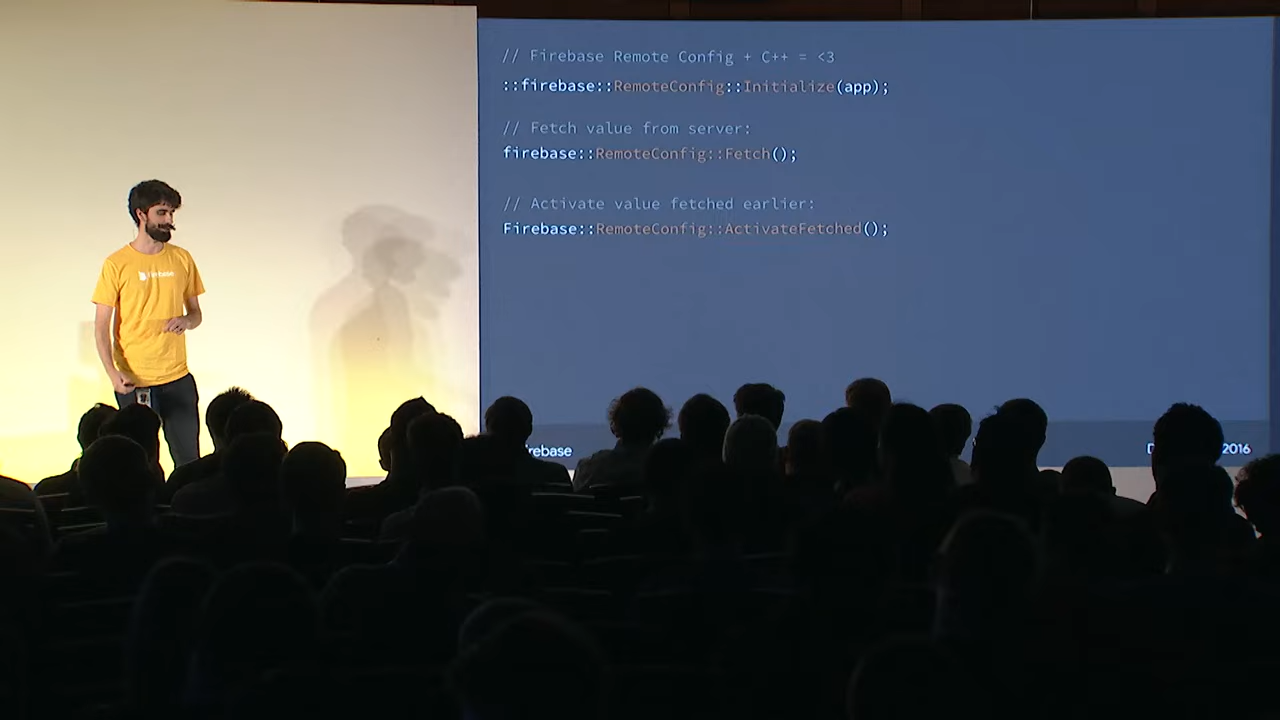 // Firebase Remote Config + C++ = <3
::firebase::RemoteConfig::Initialize(app);
// Fetch value from server:
firebase::RemoteConfig::Fetch();
// Activate value fetched earlier:
Firebase::RemoteConfig::ActivateFetched();
Firebase
2016